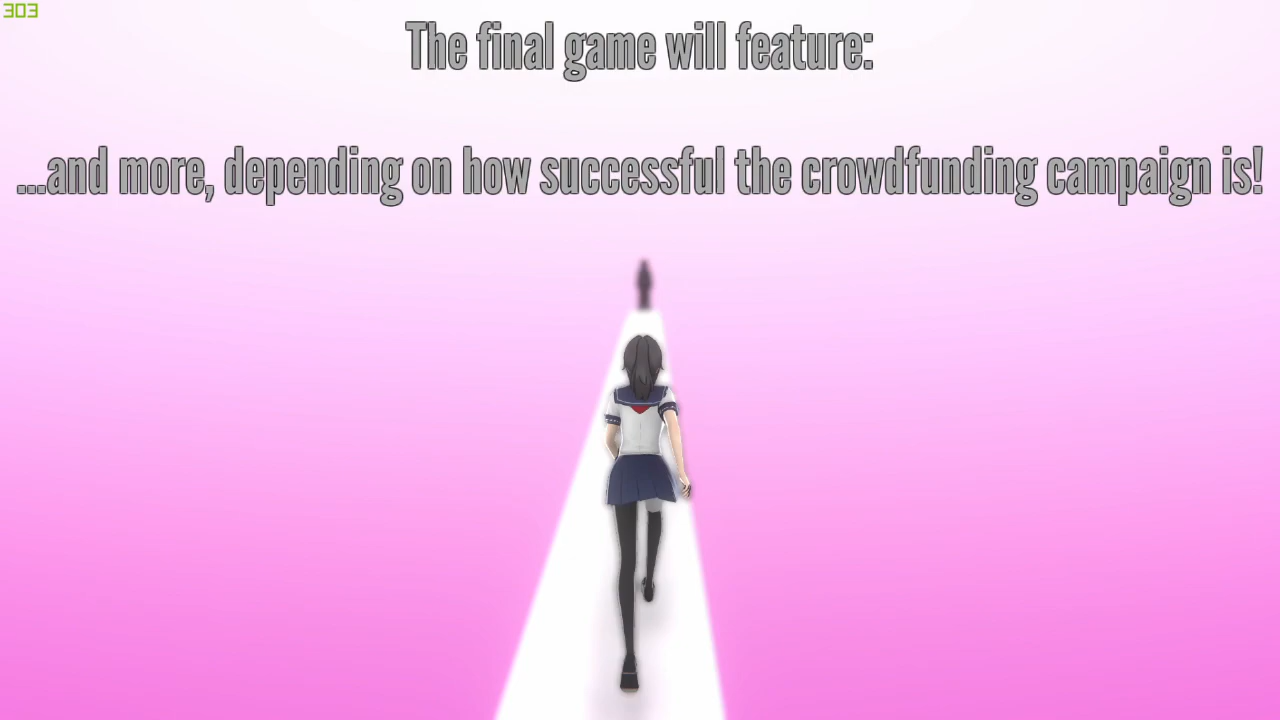 303
The final game will feature:
...and more, depending on how successful the crowdfunding campaign is!